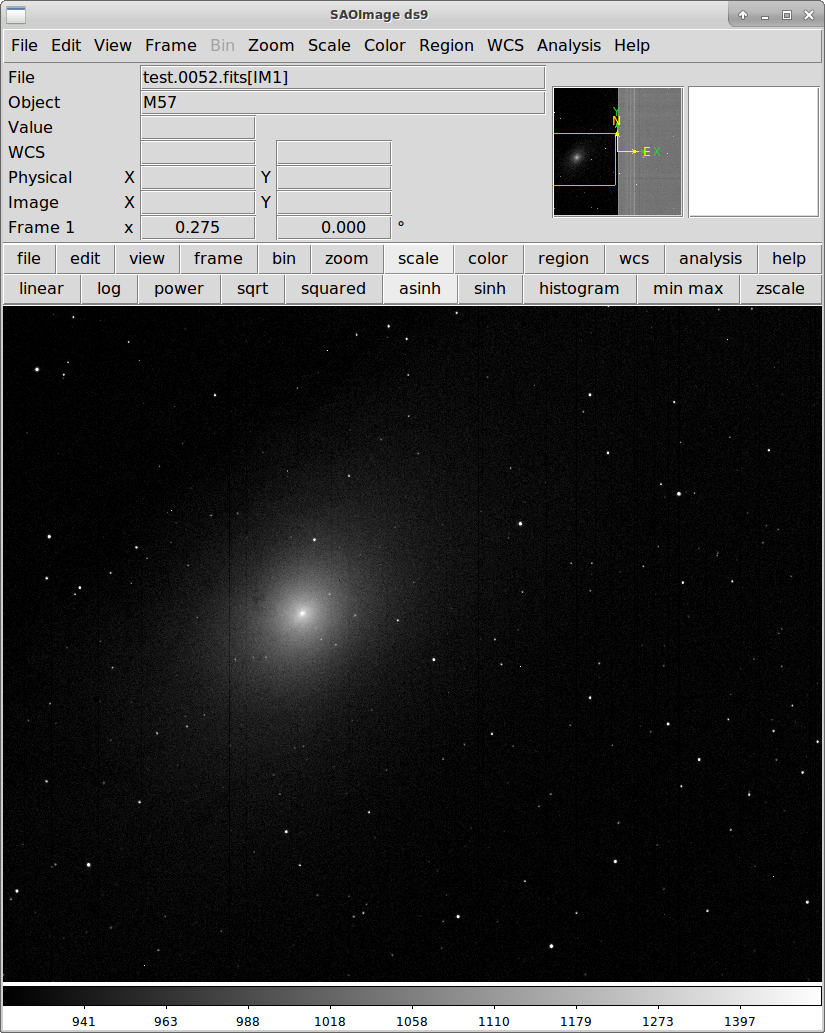 SAOImage ds9
File Edit View Frame Bin Zoom Scale Color Region WCS Analysis Help
File test.0052.fits[IM1]
Object M57
Value
WCS
Physical X Y
Image X Y
Frame 1 x 0.275 0.000 °
Y
N
E X
file edit view frame bin zoom scale color region wcs analysis help
linear log power sqrt squared asinh sinh histogram min max zscale
941 963 988 1018 1058 1110 1179 1273 1397